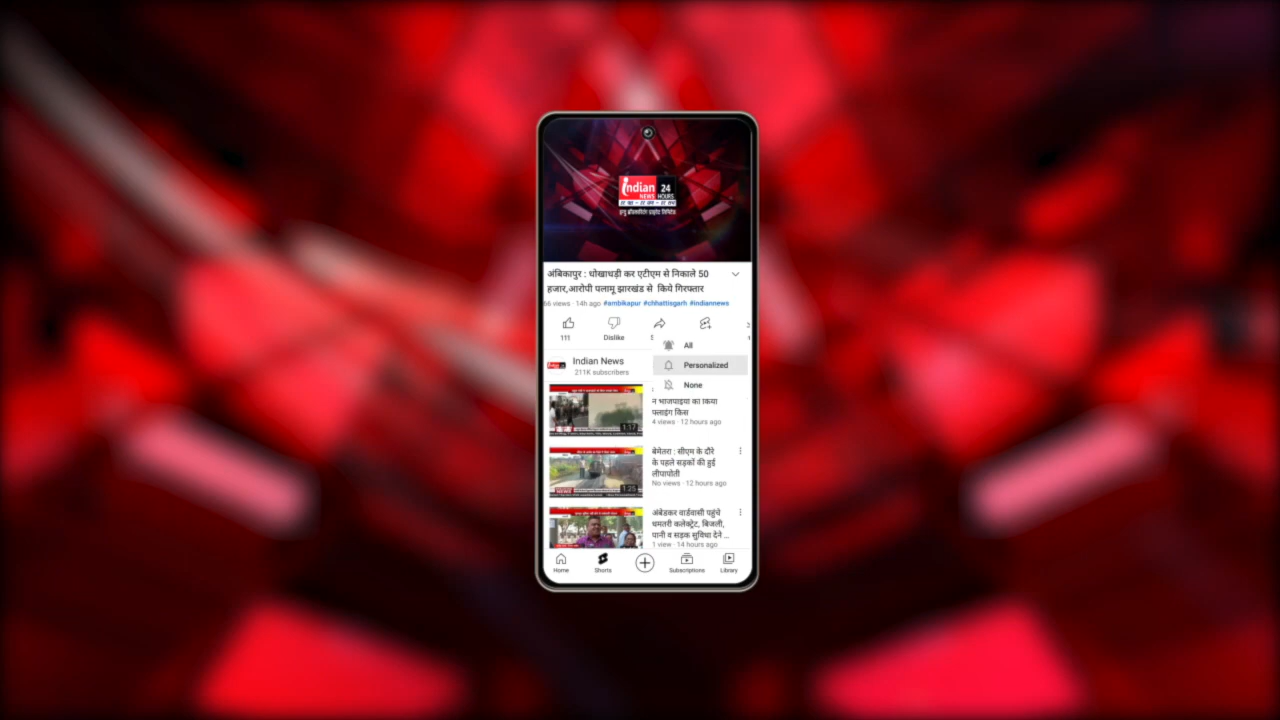 indian
24
NEWS
HOURS
अंबिकापुर : धोखाधड़ी कर एटीएम से निकाले 50
हजार,आरोपी पलामू झारखंड से किये गिरफ्तार
66 views · 14h ago #ambikapur #chhattisgarh #indiannews
111
Dislike
All
Indian News
Personalized
211K subscribers
None
न भाजपाइयों को किया
फ्लाइंग किस
4 views · 12 hours ago
1:17
बेमेतरा : सीएम के दौरे
के पहले सड़कों की हुई
लीपापोती
No views · 12 hours ago
1:25
अंबेडकर वार्डवासी पहुंचे
धमतरी कलेक्ट्रेट, बिजली,
पानी व सड़क सुविधा देने ...
1 view · 14 hours ago
Home
Shorts
Subscriptions
Library